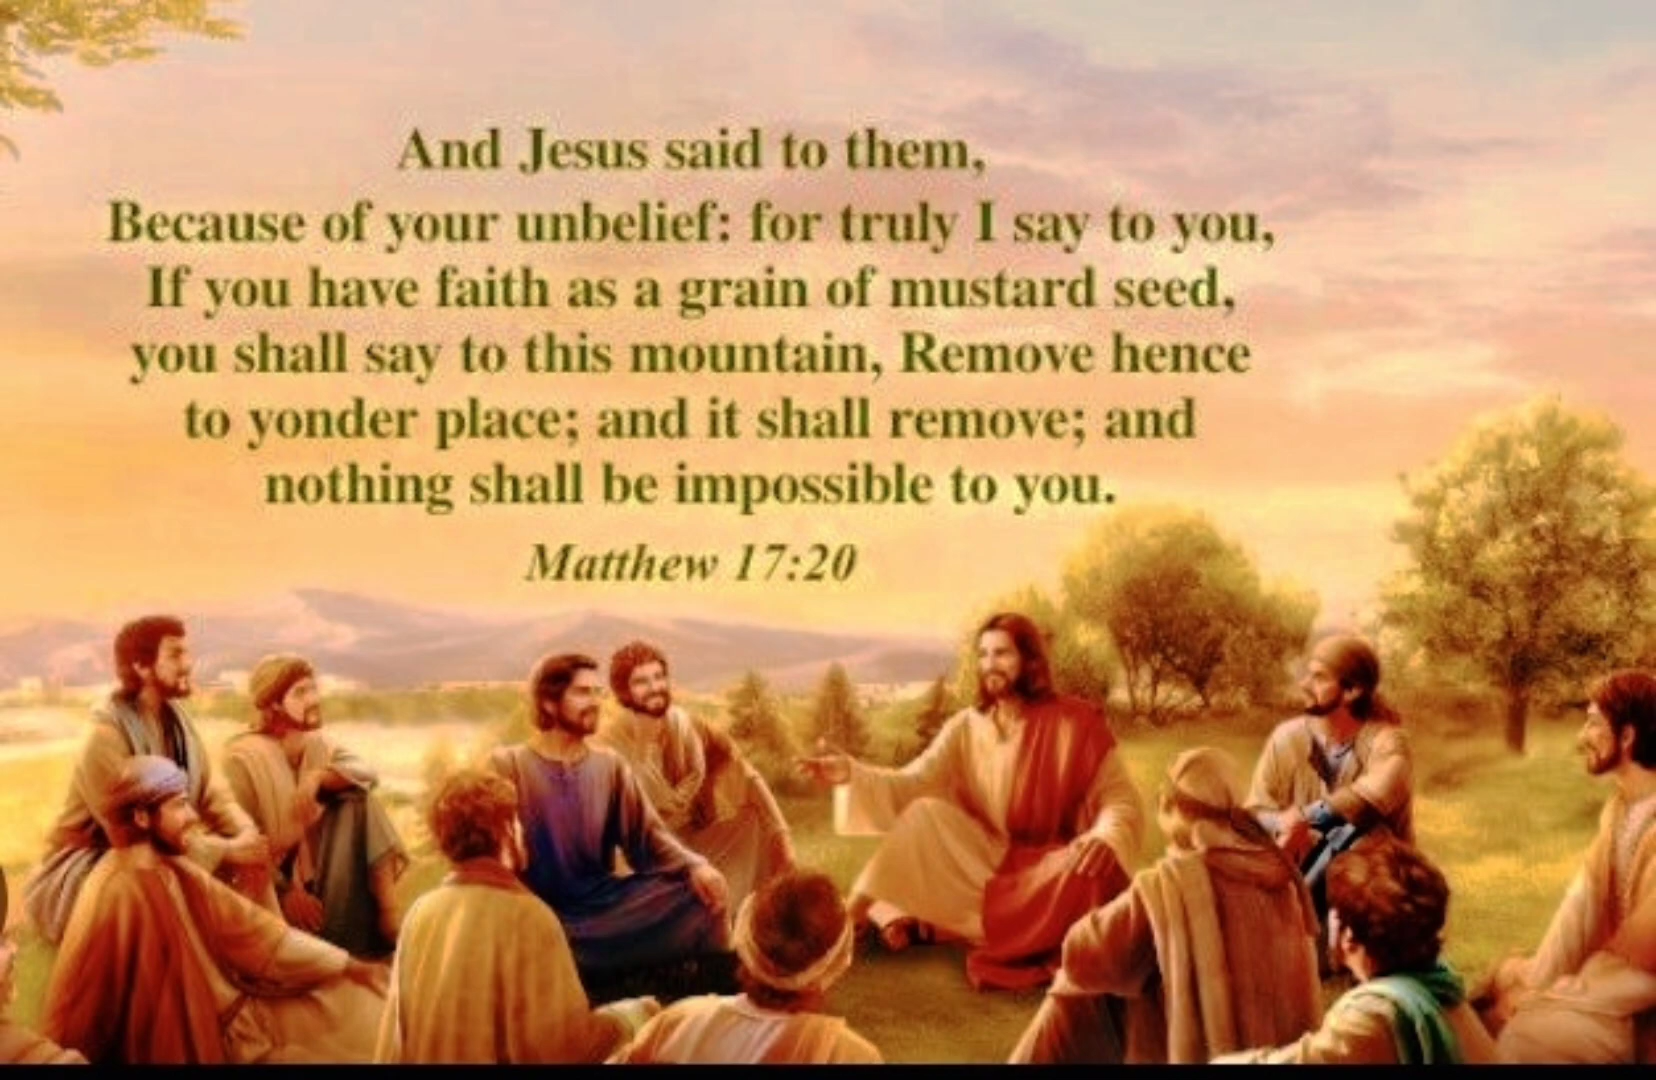 And Jesus said to them,
Because of your unbelief: for truly I say to you,
If you have faith as a grain of mustard seed,
you shall say to this mountain, Remove hence
to yonder place; and it shall remove; and
nothing shall be impossible to you.
Matthew 17:20